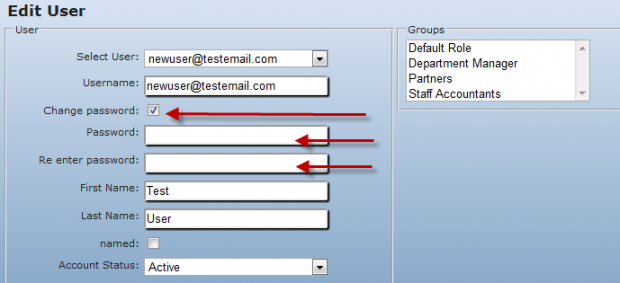 Edit User
User
Select User: newuser@testemail.com
Username: newuser@testemail.com
Change password:
Password:
Re enter password:
First Name: Test
Last Name: User
named:
Account Status: Active
Groups
Default Role
Department Manager
Partners
Staff Accountants